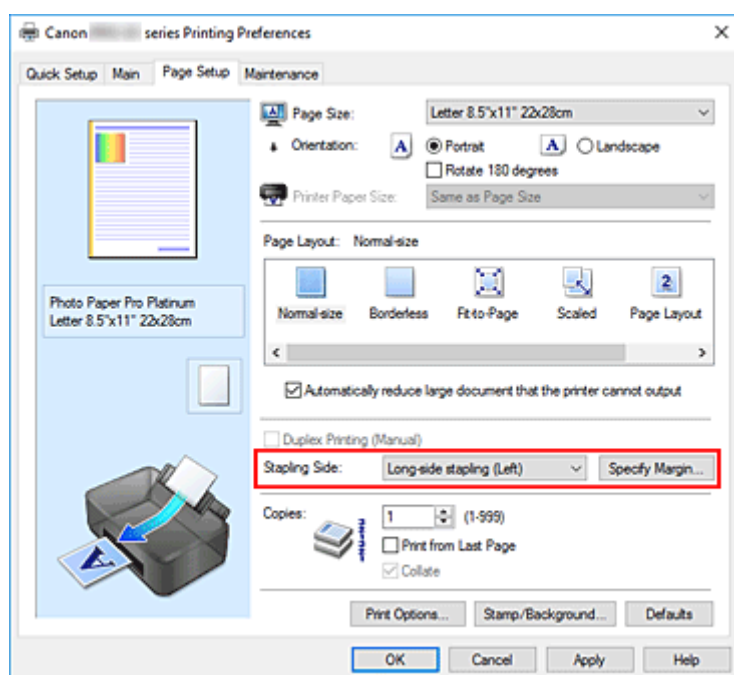 Canon series Printing Preferences
Quick Setup Main Page Setup Maintenance
Page Size: Letter 8.5"x11" 22x28cm
Orientation: A Portrait A Landscape
Rotate 180 degrees
Printer Paper Size: Same as Page Size
Page Layout: Normal-size
2
Normal-size Borderless Fit-to-Page Scaled Page Layout
Photo Paper Pro Platinum
Letter 8.5"x11" 22x28cm
Automatically reduce large document that the printer cannot output
Duplex Printing (Manual)
Stapling Side: Long-side stapling (Left) Specify Margin...
Copies: 1 (1-999)
Print from Last Page
Collate
A
Print Options... Stamp/Background... Defaults
OK Cancel Apply Help